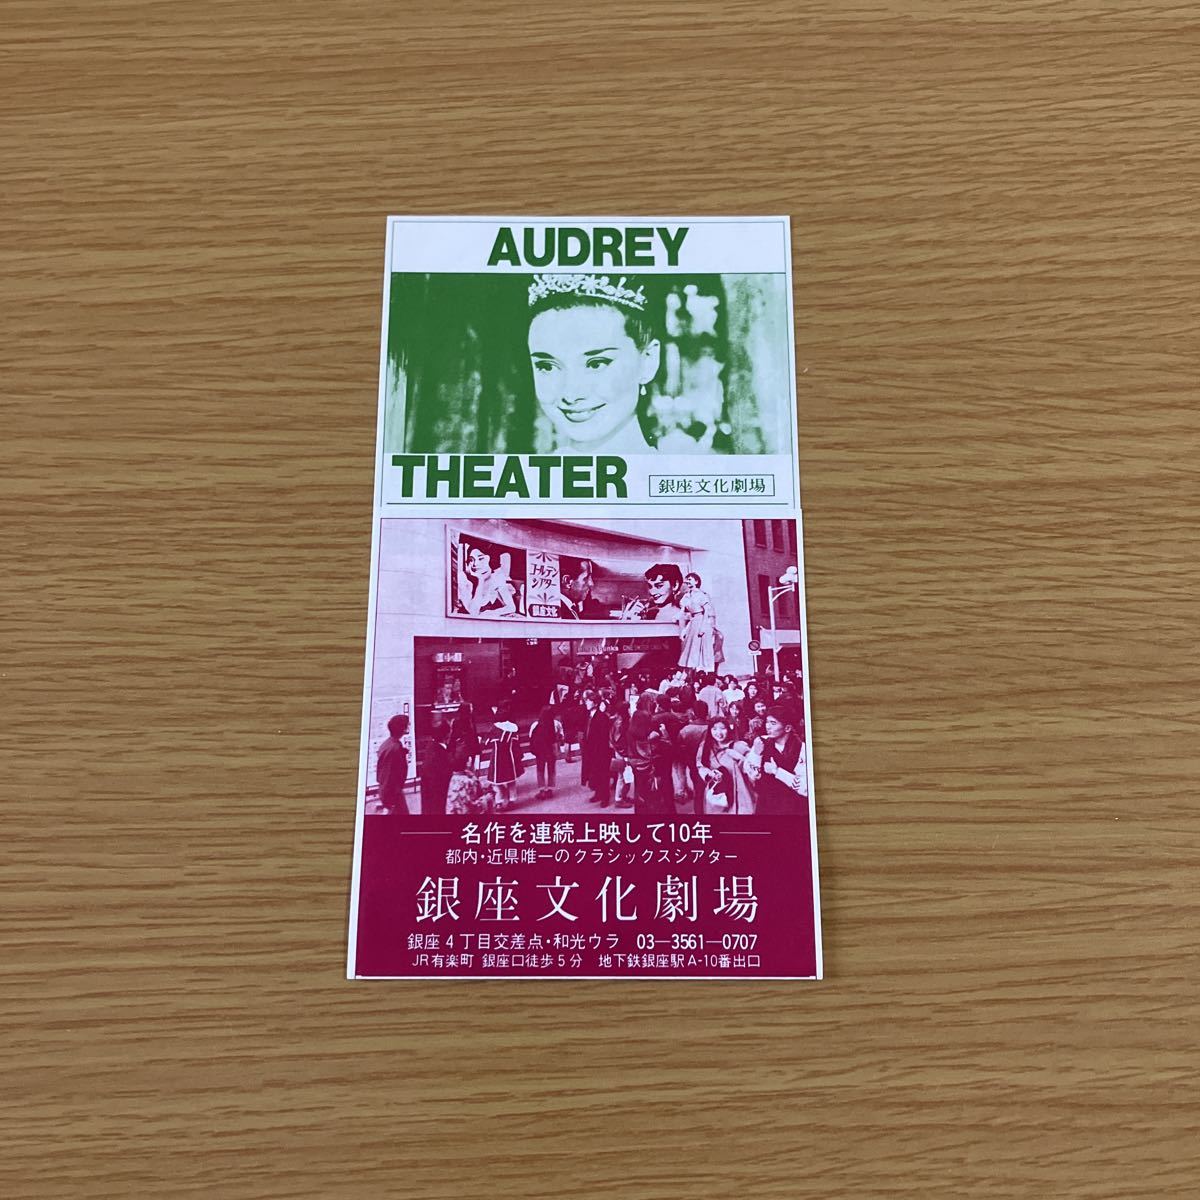 AUDREY
THEATER
銀座文化劇場
ゴールデン
シアター
銀座文化
名作を連続上映して10年
都内・近県唯一のクラシックスシアター
銀座文化劇場
銀座4丁目交差点・和光ウラ 03―3561―0707
JR有楽町 銀座口徒歩5分 地下鉄銀座駅A-10番出口